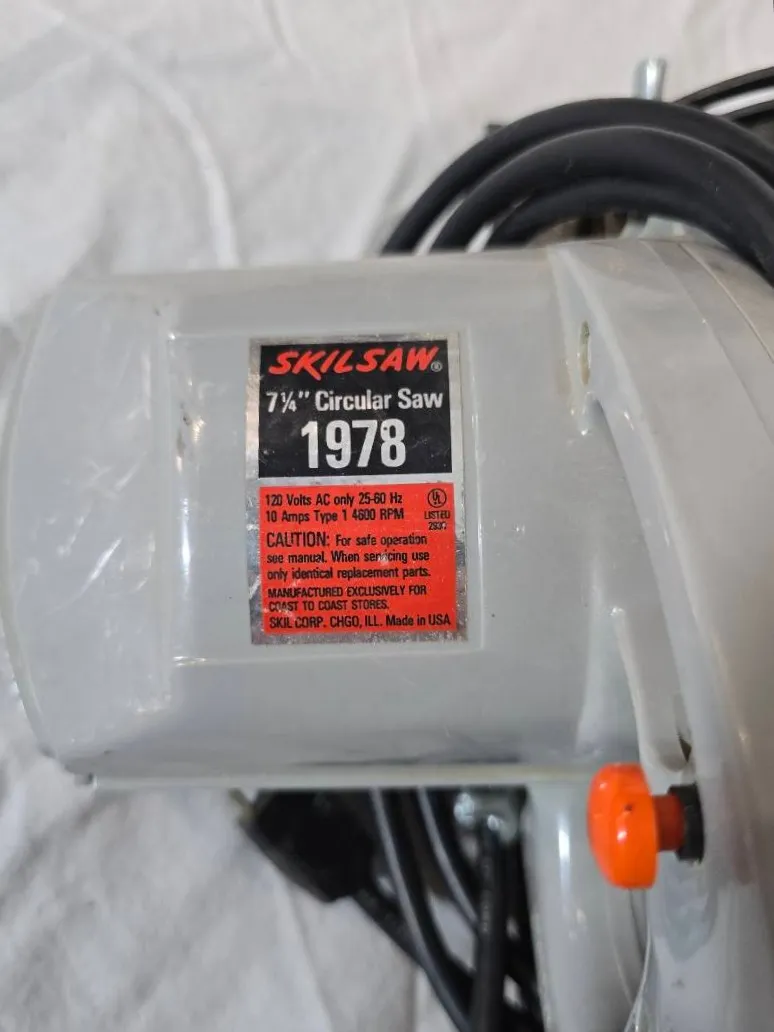 SKILSAW®
7¼" Circular Saw
1978
120 Volts AC only 25-60 Hz
10 Amps Type 1 4600 RPM
UL
LISTED
CAUTION: For safe operation
see manual. When servicing use
only identical replacement parts.
MANUFACTURED EXCLUSIVELY FOR
COAST TO COAST STORES.
SKIL CORP. CHGO, ILL. Made in USA